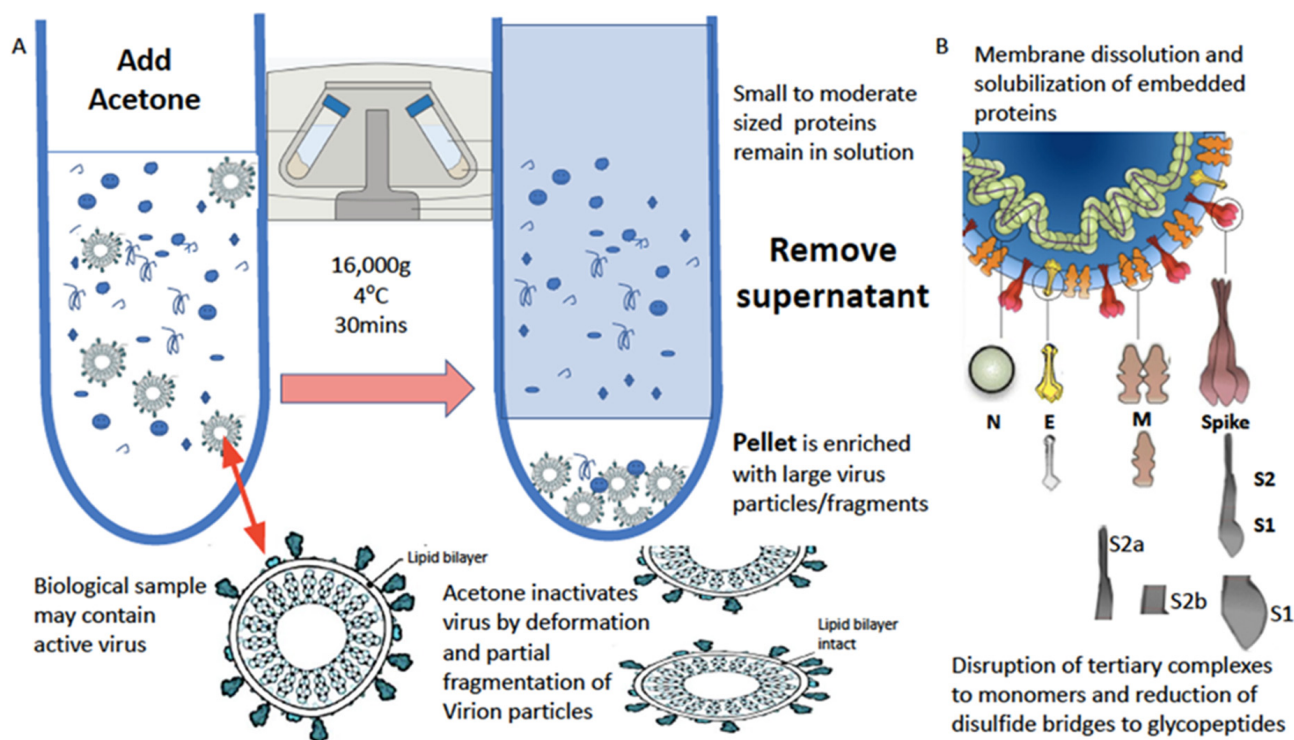 A
Add
Acetone
16,000g
4°C
30mins
Small to moderate
sized proteins
remain in solution
Remove
supernatant
Pellet is enriched
with large virus
particles/fragments
Biological sample
may contain
active virus
Lipid bilayer
Acetone inactivates
virus by deformation
and partial
fragmentation of
Virion particles
Lipid bilayer
intact
B
Membrane dissolution and
solubilization of embedded
proteins
N E M Spike
S2
S1
S2a
S2b
S1
Disruption of tertiary complexes
to monomers and reduction of
disulfide bridges to glycopeptides